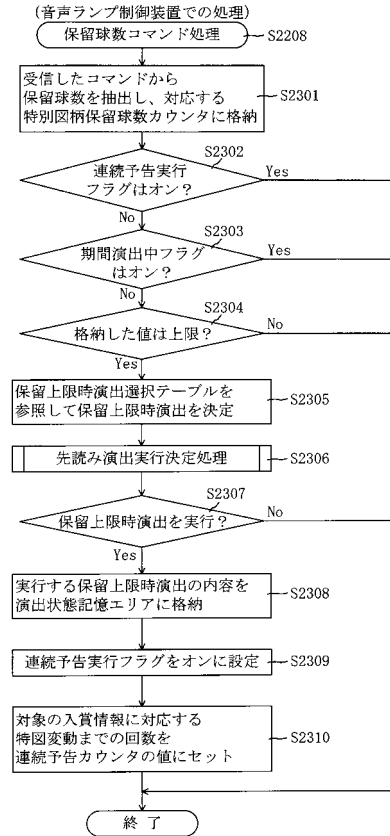 (音声ランプ制御装置での処理)
保留球数コマンド処理
S2208
受信したコマンドから
保留球数を抽出し、対応する
特別図柄保留球数カウンタに格納
S2301
S2302
連続予告実行
フラグはオン？
Yes
No
S2303
期間演出中フラグ
はオン？
Yes
No
S2304
格納した値は上限？
No
Yes
保留上限時演出選択テーブルを
参照して保留上限時演出を決定
S2305
先読み演出実行決定処理
S2306
S2307
保留上限時演出を実行？
No
Yes
実行する保留上限時演出の内容を
演出状態記憶エリアに格納
S2308
連続予告実行フラグをオンに設定
S2309
対象の入賞情報に対応する
特図変動までの回数を
連続予告カウンタの値にセット
S2310
終 了